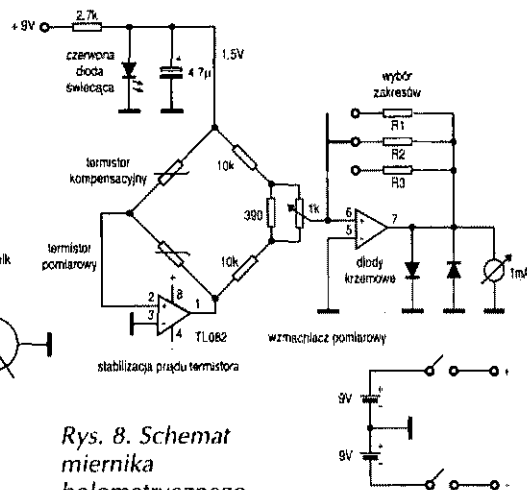 +9V
2.7k
czerwona
dioda
świecąca
+
4.7µ
1,5V
wybór
zakresów
R1
R2
R3
termistor
kompensacyjny
10k
390
1k
termistor
pomiarowy
10k
+
8
2
+
3
-
1
4
TL082
stabilizacja prądu termistora
6
+
5
-
7
diody
krzemowe
1mA
wzmacniacz pomiarowy
9V
+
-
+
9V
+
-
-
Rys. 8. Schemat
miernika